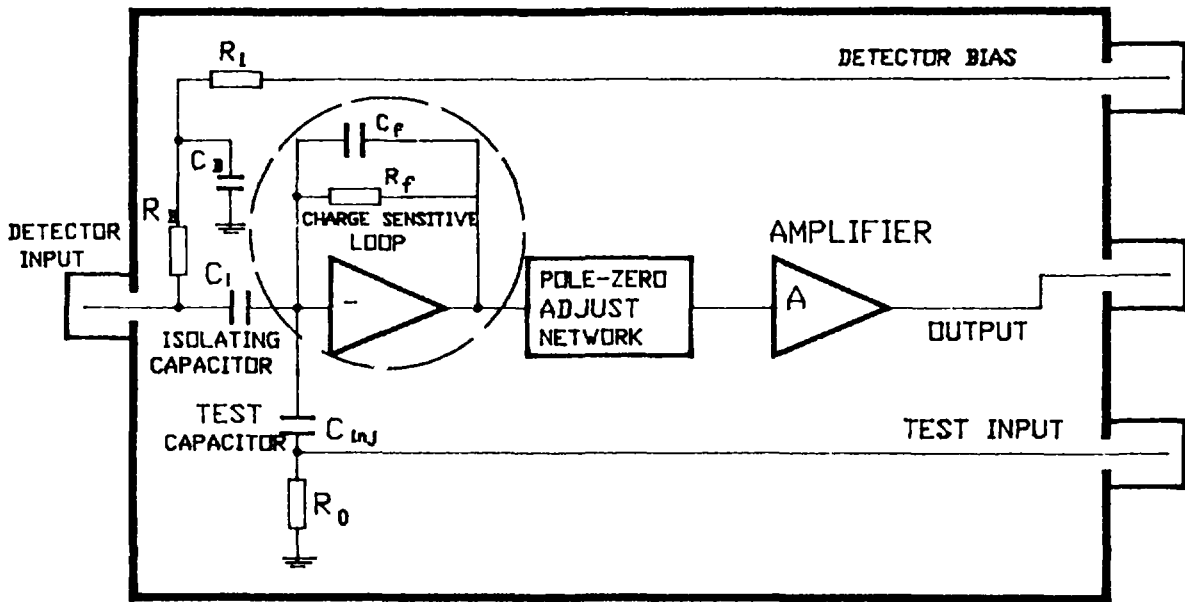 R1
DETECTOR BIAS
Cf
CB
Rf
R
CHARGE SENSITIVE
LOOP
DETECTOR
INPUT
C1
ISOLATING
CAPACITOR
-
POLE-ZERO
ADJUST
NETWORK
AMPLIFIER
A
OUTPUT
TEST
CAPACITOR
Cinj
TEST INPUT
R0